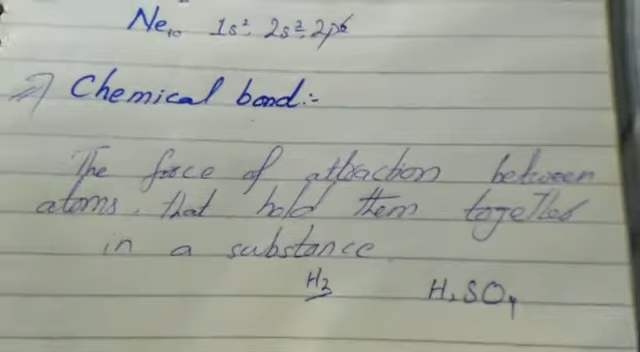 Ne₁₀ 1s² 2s² 2p⁶
Chemical bond:-
The force of attraction between
atoms that hold them together
in a substance
H₂ H₂SO₄